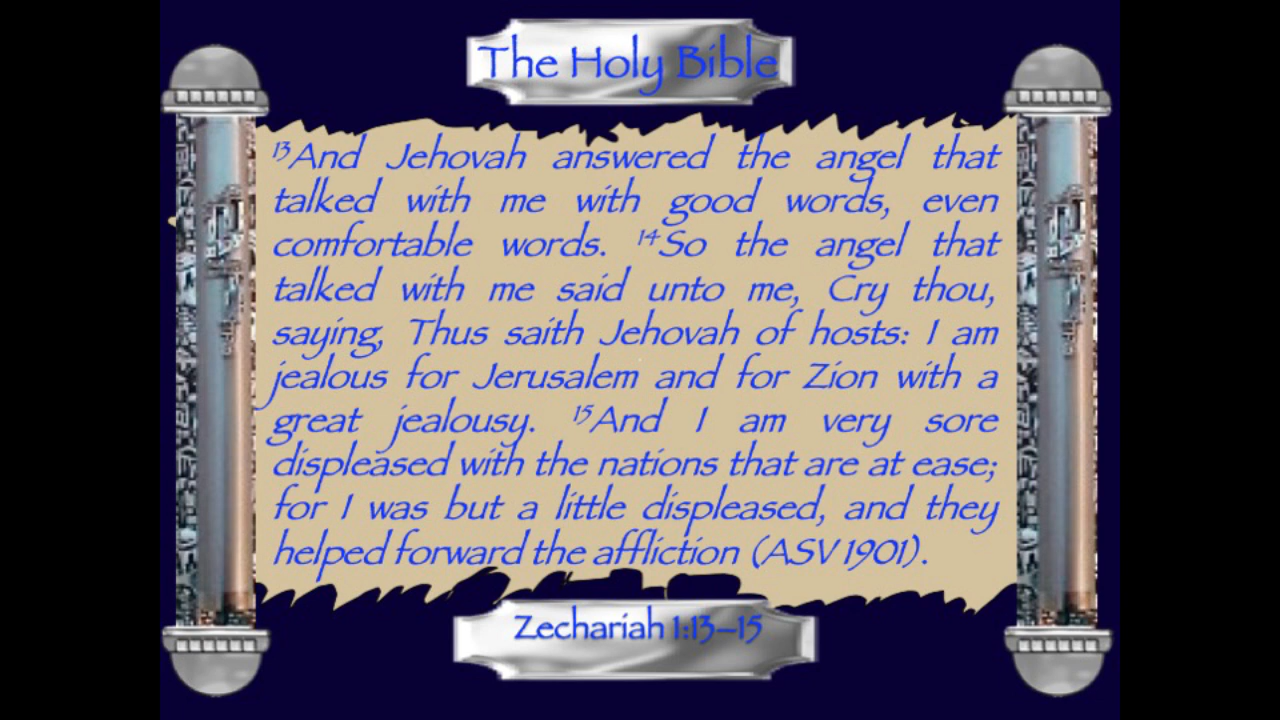 The Holy Bible
¹³And Jehovah answered the angel that
talked with me with good words, even
comfortable words. ¹⁴So the angel that
talked with me said unto me, Cry thou,
saying, Thus saith Jehovah of hosts: I am
jealous for Jerusalem and for Zion with a
great jealousy. ¹⁵And I am very sore
displeased with the nations that are at ease;
for I was but a little displeased, and they
helped forward the affliction (ASV 1901).
Zechariah 1:13–15